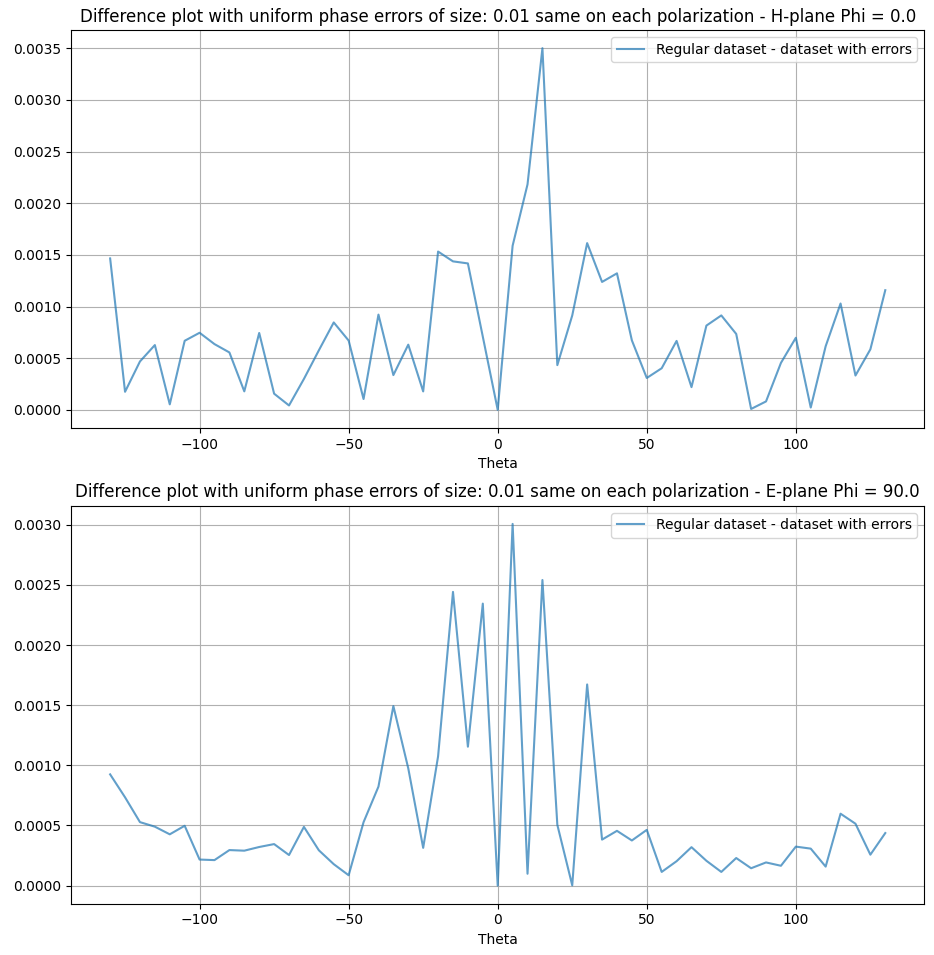 Difference plot with uniform phase errors of size: 0.01 same on each polarization - H-plane Phi = 0.0
Regular dataset - dataset with errors
0.0035
0.0030
0.0025
0.0020
0.0015
0.0010
0.0005
0.0000
−100 −50 0 50 100
Theta
Difference plot with uniform phase errors of size: 0.01 same on each polarization - E-plane Phi = 90.0
Regular dataset - dataset with errors
0.0030
0.0025
0.0020
0.0015
0.0010
0.0005
0.0000
−100 −50 0 50 100
Theta